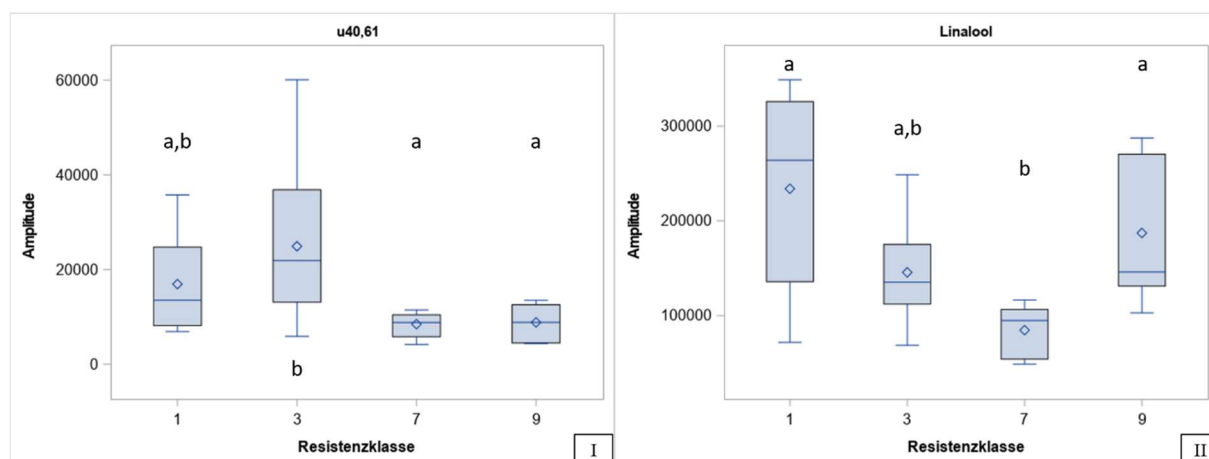 u40,61
60000
40000
20000
0
Amplitude
a,b
b
a
a
1 3 7 9
Resistenzklasse
I
Linalool
300000
200000
100000
Amplitude
a
a,b
b
a
1 3 7 9
Resistenzklasse
II